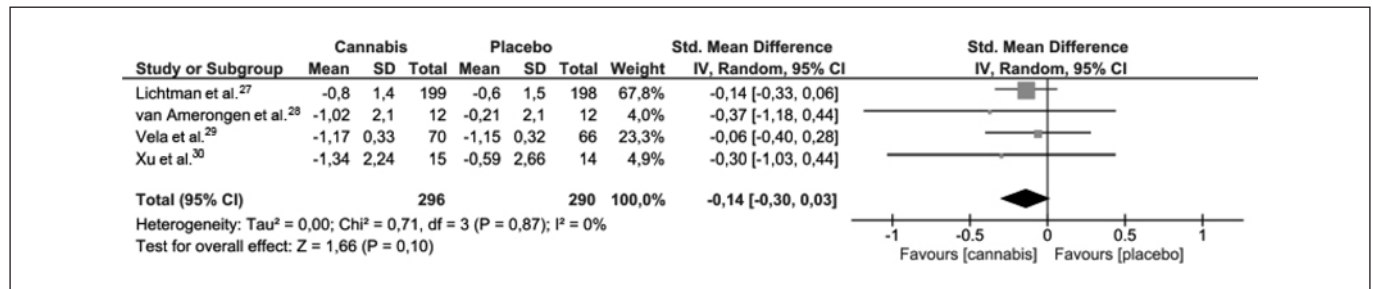 Cannabis Placebo Std. Mean Difference Std. Mean Difference
Study or Subgroup Mean SD Total Mean SD Total Weight IV, Random, 95% CI IV, Random, 95% CI
Lichtman et al.27 -0,8 1,4 199 -0,6 1,5 198 67,8% -0,14 [-0,33, 0,06]
van Amerongen et al.28 -1,02 2,1 12 -0,21 2,1 12 4,0% -0,37 [-1,18, 0,44]
Vela et al.29 -1,17 0,33 70 -1,15 0,32 66 23,3% -0,06 [-0,40, 0,28]
Xu et al.30 -1,34 2,24 15 -0,59 2,66 14 4,9% -0,30 [-1,03, 0,44]
Total (95% CI) 296 290 100,0% -0,14 [-0,30, 0,03]
Heterogeneity: Tau² = 0,00; Chi² = 0,71, df = 3 (P = 0,87); I² = 0%
Test for overall effect: Z = 1,66 (P = 0,10)
-1 -0.5 0 0,5 1
Favours [cannabis] Favours [placebo]